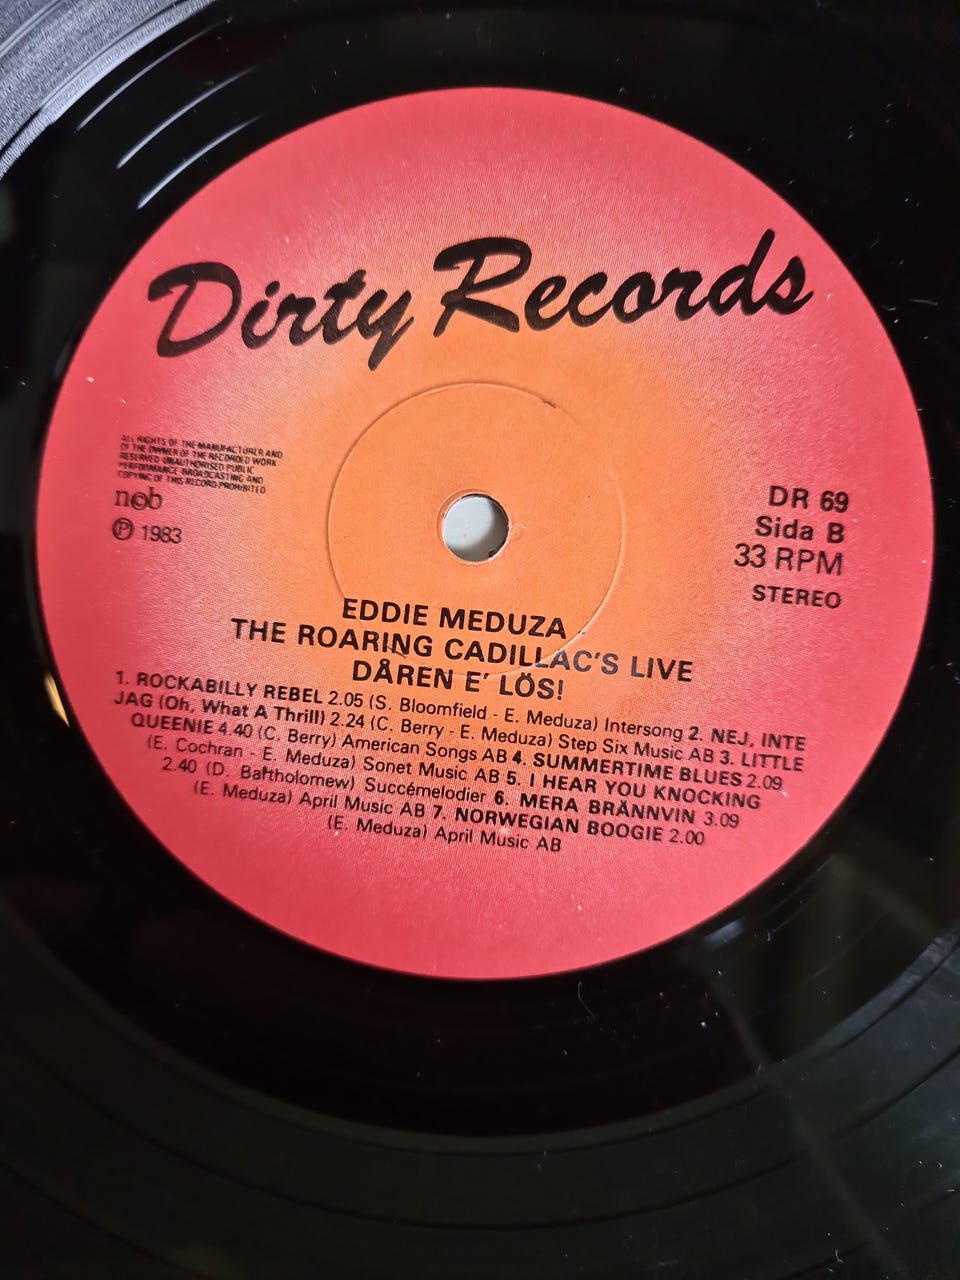 Dirty Records
ALL RIGHTS OF THE MANUFACTURER AND
OF THE OWNER OF THE RECORDED WORK
RESERVED UNAUTHORISED PUBLIC
PERFORMANCE BROADCASTING AND
COPYING OF THIS RECORD PROHIBITED
ncb
Ⓟ 1983
DR 69
Sida B
33 RPM
STEREO
EDDIE MEDUZA
THE ROARING CADILLAC'S LIVE
DÅREN E' LÖS!
1. ROCKABILLY REBEL 2.05 (S. Bloomfield - E. Meduza) Intersong 2. NEJ, INTE
JAG (Oh, What A Thrill) 2.24 (C. Berry - E. Meduza) Step Six Music AB 3. LITTLE
QUEENIE 4.40 (C. Berry) American Songs AB 4. SUMMERTIME BLUES 2.09
(E. Cochran - E. Meduza) Sonet Music AB 5. I HEAR YOU KNOCKING
2.40 (D. Bartholomew) Succémelodier 6. MERA BRÄNNVIN 3.09
(E. Meduza) April Music AB 7. NORWEGIAN BOOGIE 2.00
(E. Meduza) April Music AB